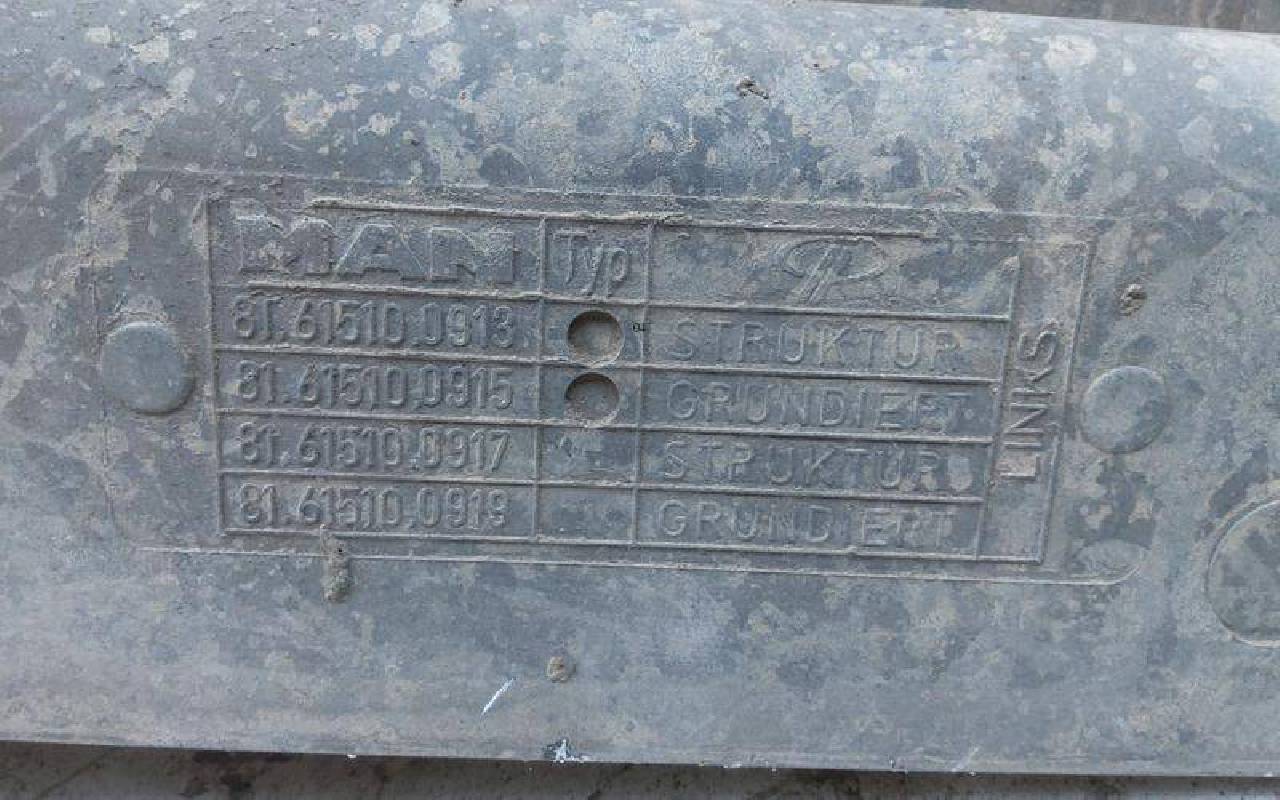 MAN Typ
81.61510.0913 STRUKTUR
81.61510.0915 GRUNDIERT
81.61510.0917 STRUKTUR
81.61510.0919 GRUNDIERT
LINKS